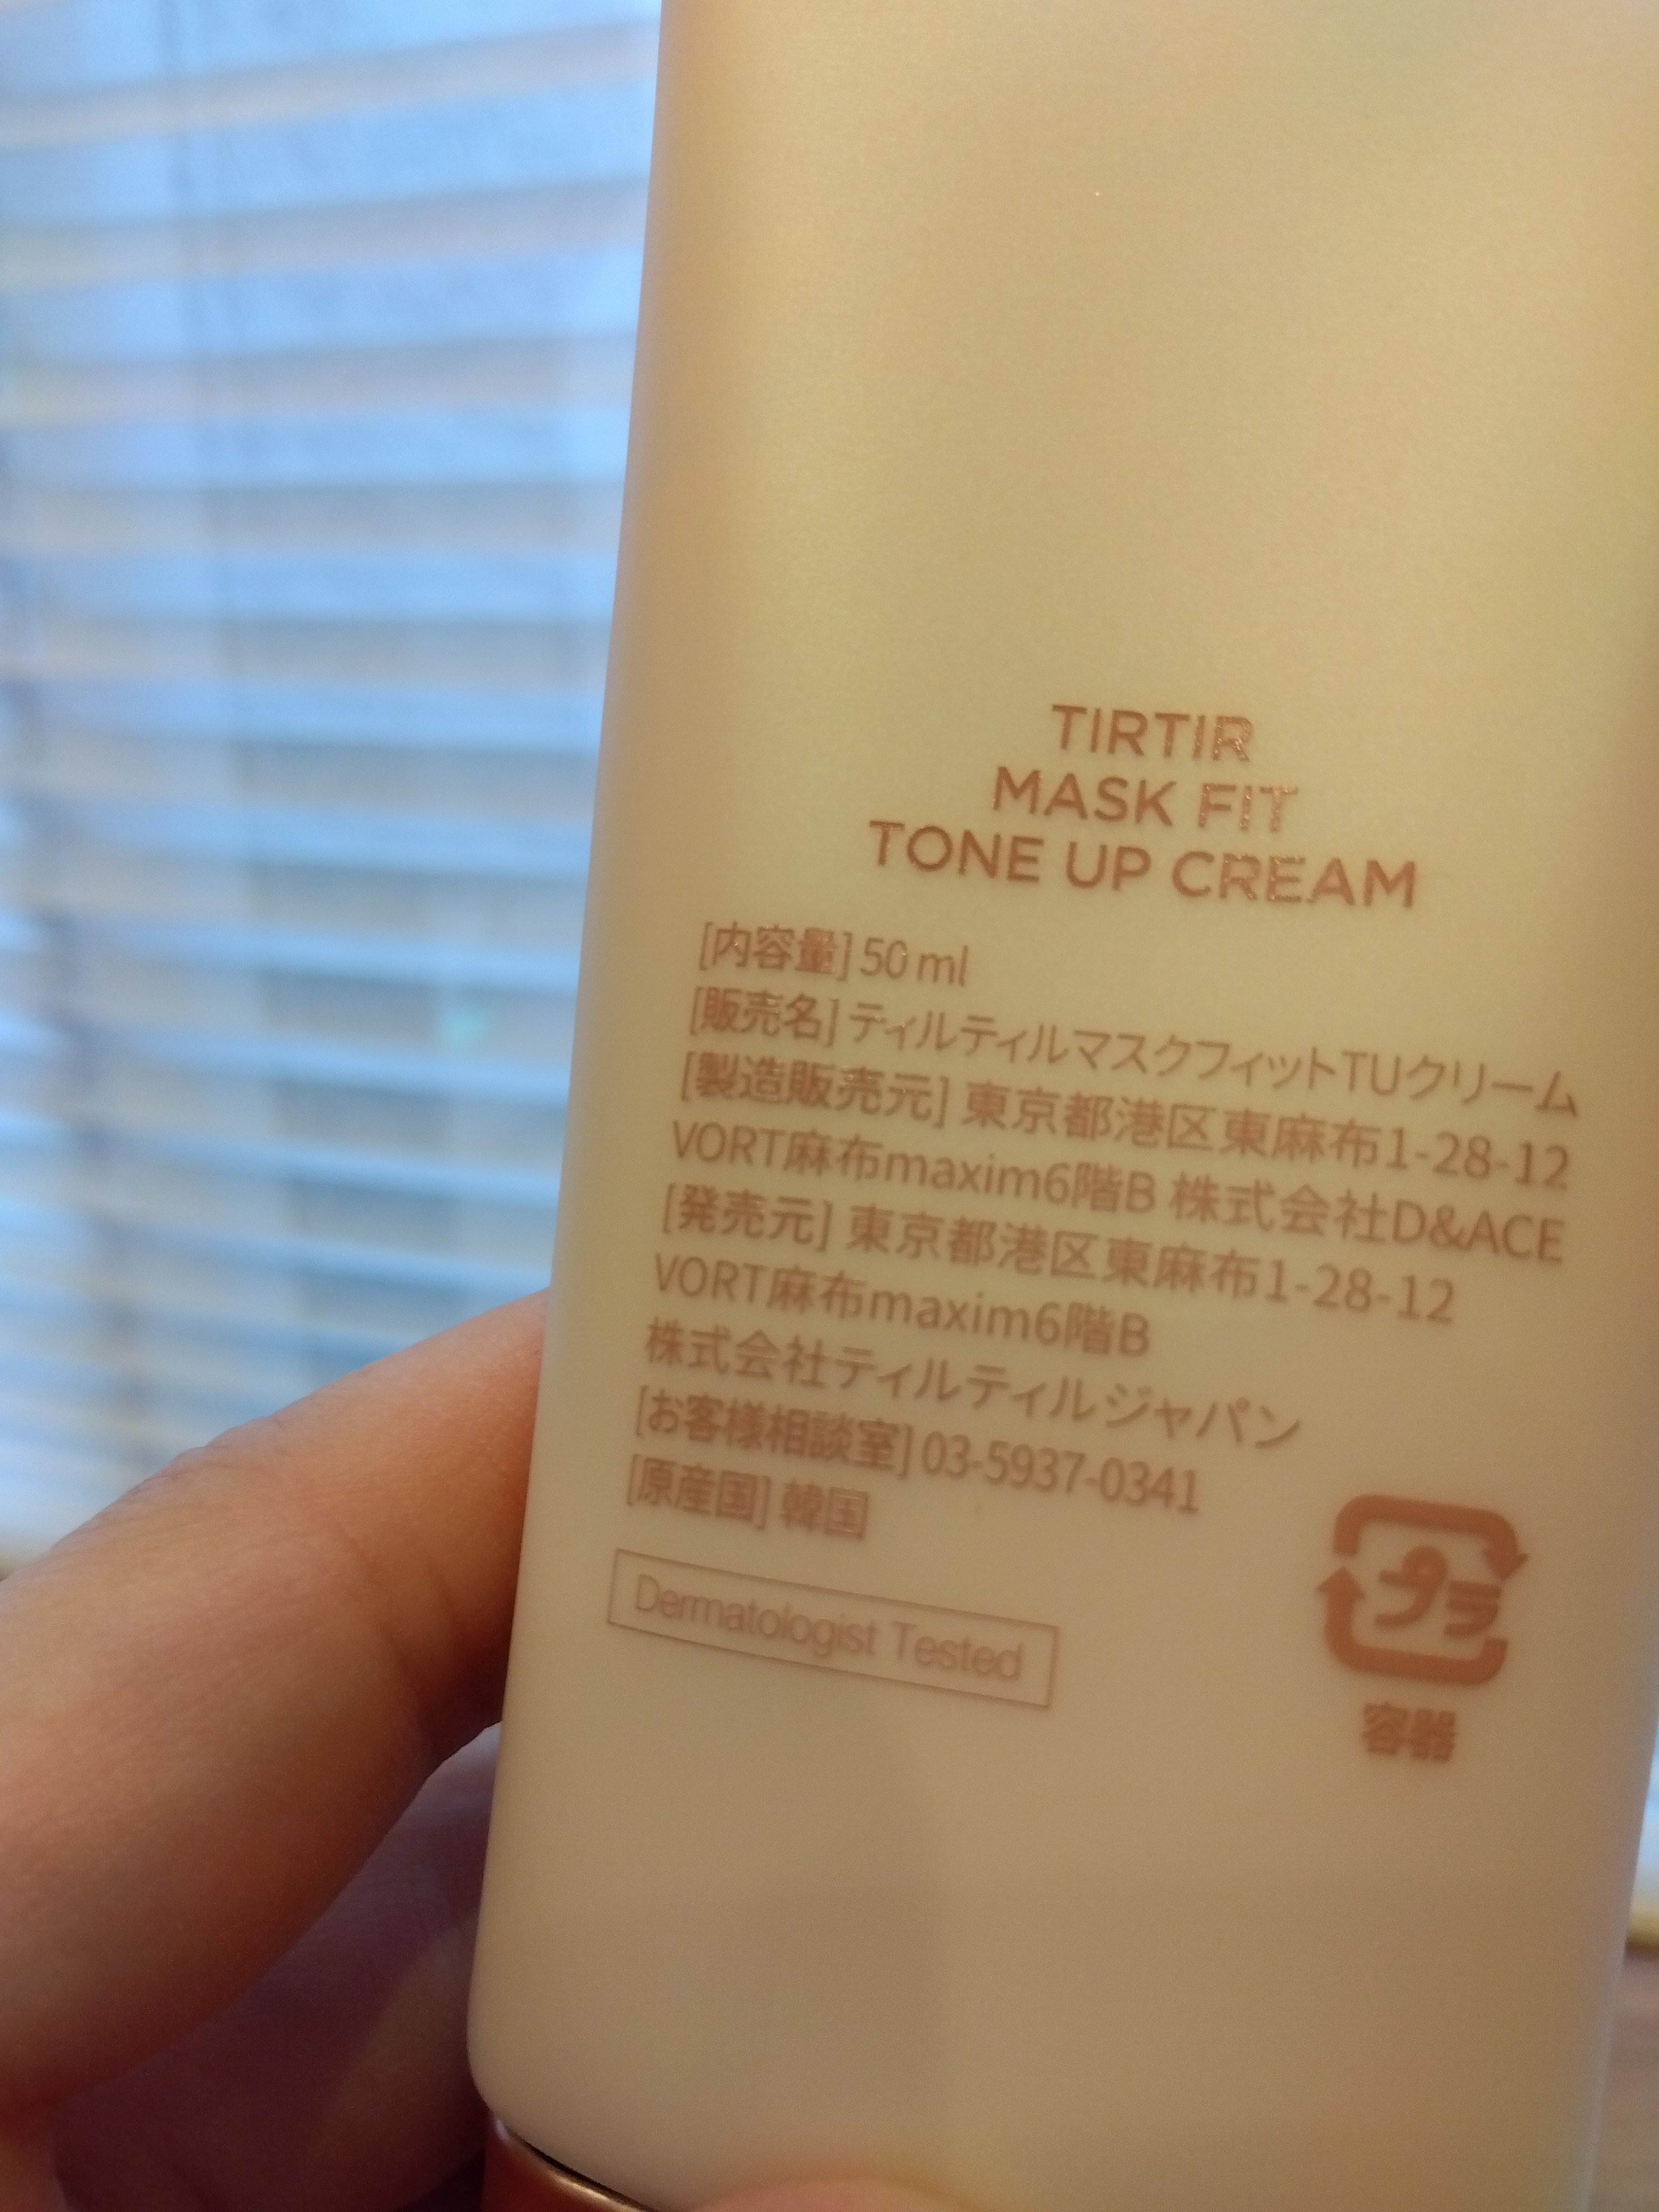 TIRTIR
MASK FIT
TONE UP CREAM
[内容量] 50 ml
[販売名] ティルティルマスクフィットTUクリーム
[製造販売元] 東京都港区東麻布1-28-12
VORT麻布maxim6階B 株式会社D&ACE
[発売元] 東京都港区東麻布1-28-12
VORT麻布maxim6階B
株式会社ティルティルジャパン
[お客様相談室] 03-5937-0341
[原産国] 韓国
Dermatologist Tested
プラ
容器